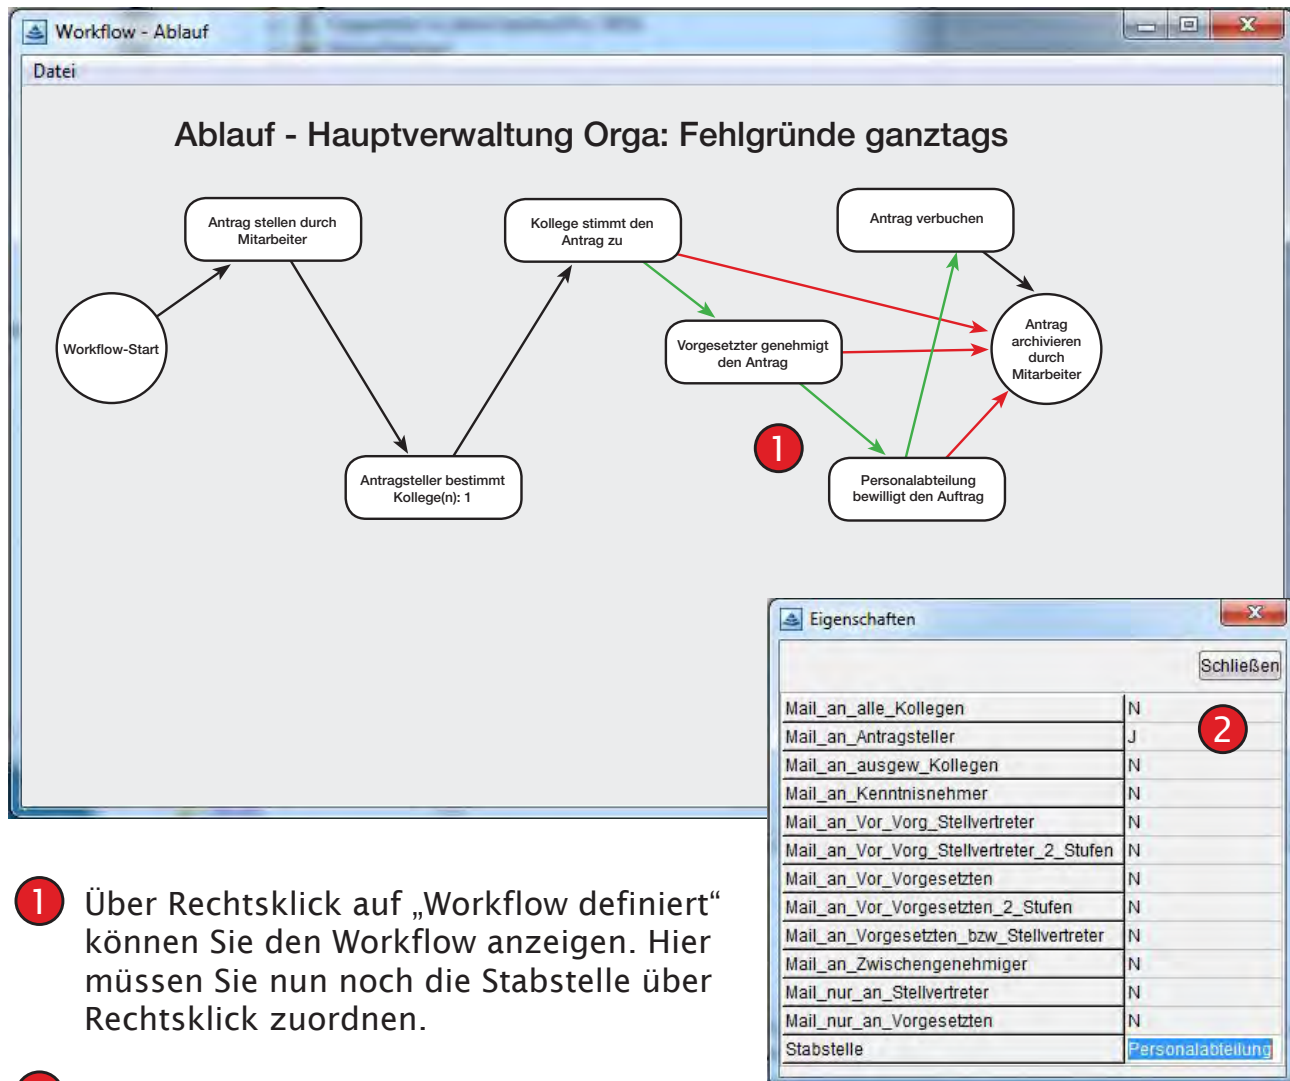 Workflow - Ablauf
Datei
Ablauf - Hauptverwaltung Orga: Fehlgründe ganztags
Workflow-Start
Antrag stellen durch
Mitarbeiter
Antragsteller bestimmt
Kollege(n): 1
Kollege stimmt den
Antrag zu
Vorgesetzter genehmigt
den Antrag
Personalabteilung
bewilligt den Auftrag
Antrag verbuchen
Antrag
archivieren
durch
Mitarbeiter
1
Eigenschaften
Schließen
2
Mail_an_alle_Kollegen N
Mail_an_Antragsteller J
Mail_an_ausgew_Kollegen N
Mail_an_Kenntnisnehmer N
Mail_an_Vor_Vorg_Stellvertreter N
Mail_an_Vor_Vorg_Stellvertreter_2_Stufen N
Mail_an_Vor_Vorgesetzten N
Mail_an_Vor_Vorgesetzten_2_Stufen N
Mail_an_Vorgesetzten_bzw_Stellvertreter N
Mail_an_Zwischengenehmiger N
Mail_nur_an_Stellvertreter N
Mail_nur_an_Vorgesetzten N
Stabstelle Personalabteilung
1 Über Rechtsklick auf „Workflow definiert“
können Sie den Workflow anzeigen. Hier
müssen Sie nun noch die Stabstelle über
Rechtsklick zuordnen.